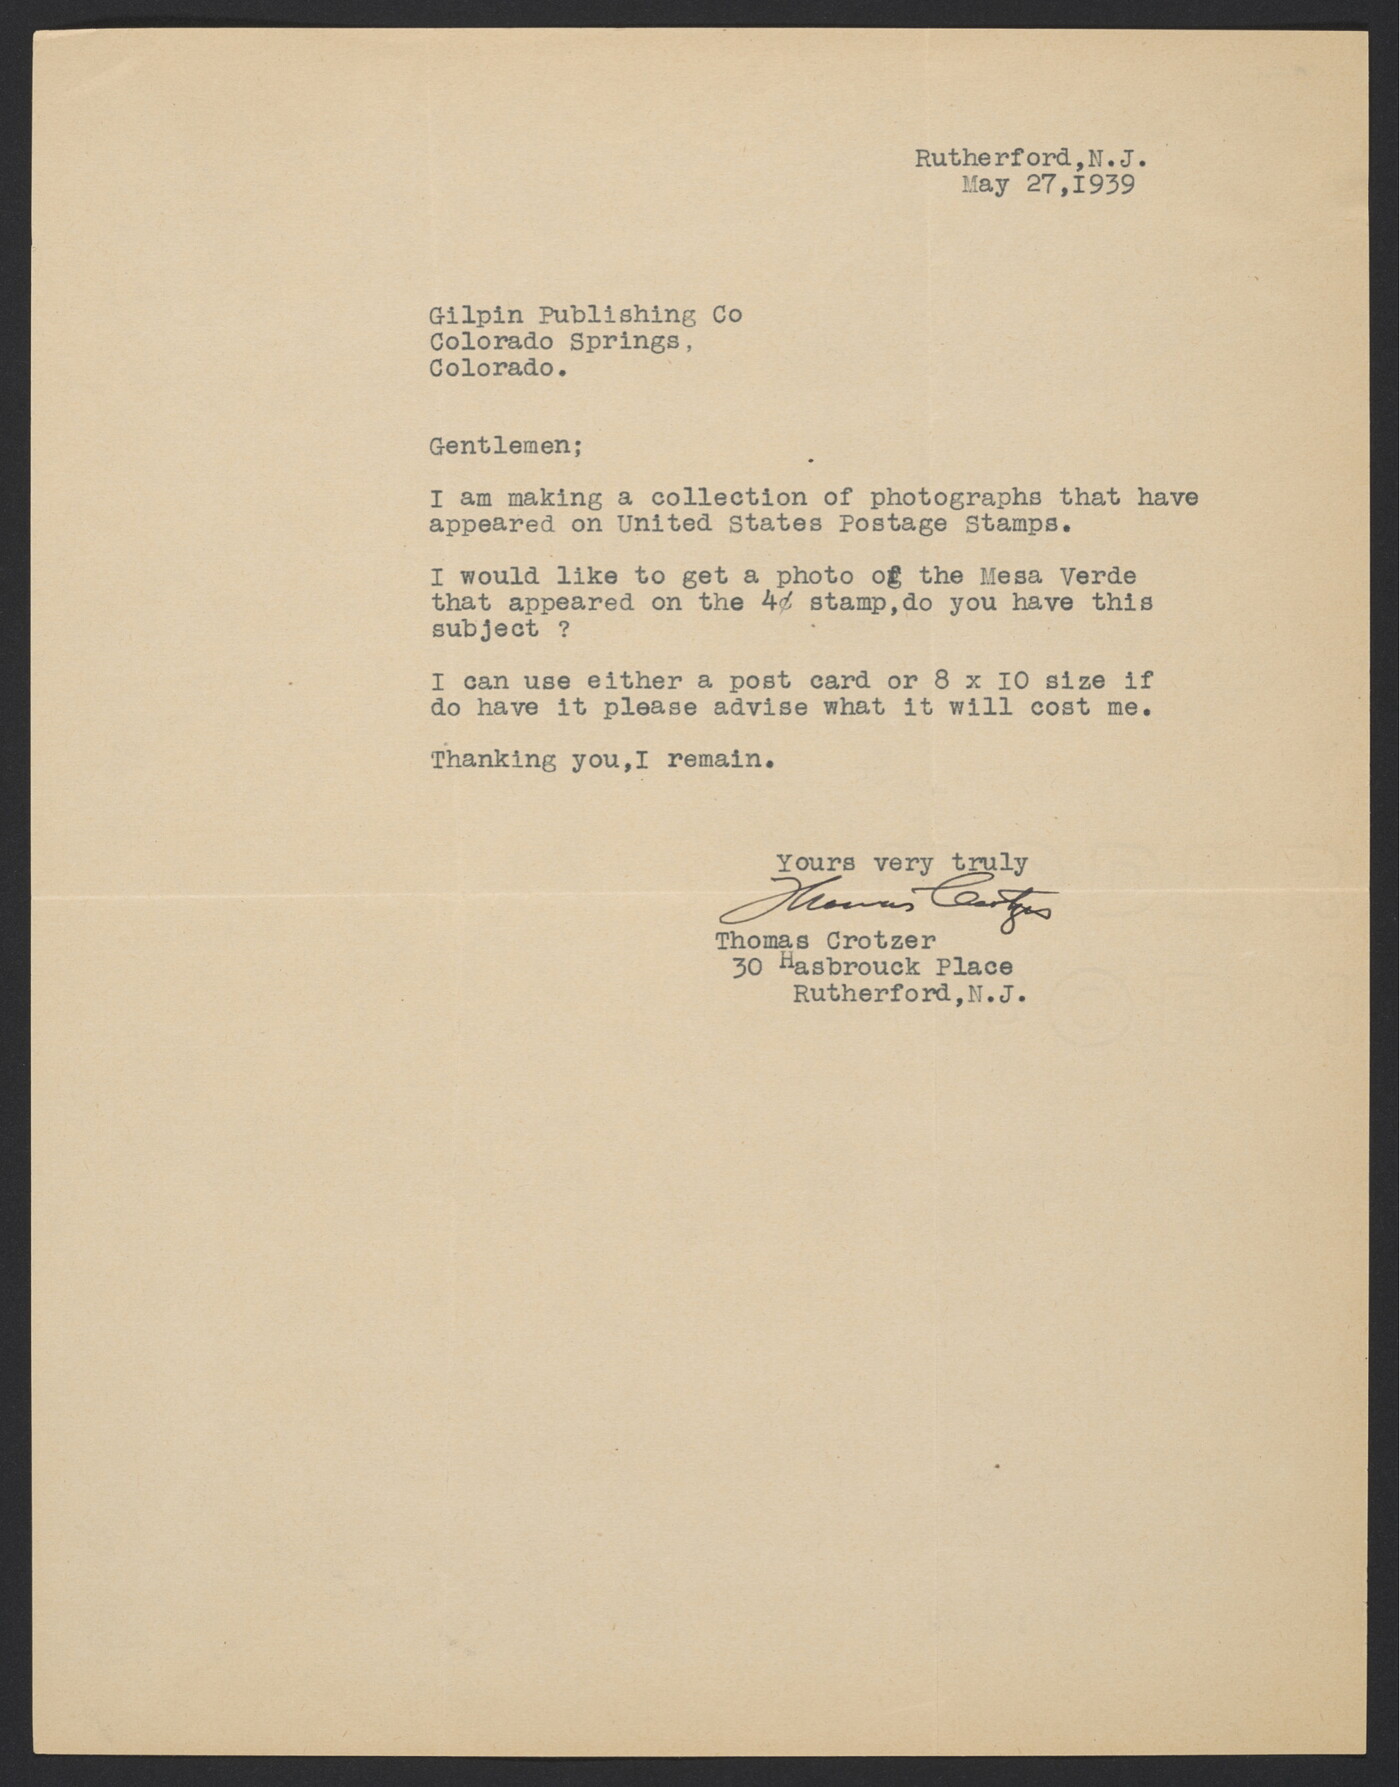 Rutherford,N.J.
May 27,I939
Gilpin Publishing Co
Colorado Springs,
Colorado.
Gentlemen;
I am making a collection of photographs that have
appeared on United States Postage Stamps.
I would like to get a photo of the Mesa Verde
that appeared on the 4¢ stamp,do you have this
subject ?
I can use either a post card or 8 x IO size if
do have it please advise what it will cost me.
Thanking you,I remain.
Yours very truly
Thomas Crotzer
Thomas Crotzer
30 Hasbrouck Place
Rutherford,N.J.